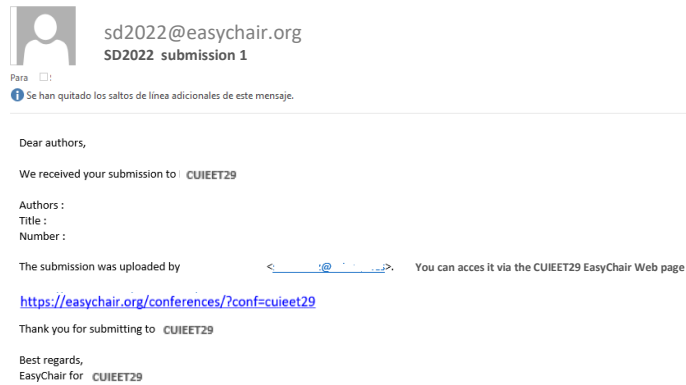 sd2022@easychair.org
SD2022 submission 1
Para
Se han quitado los saltos de línea adicionales de este mensaje.
Dear authors,
We received your submission to CUIEET29
Authors :
Title :
Number :
The submission was uploaded by < @ >. You can acces it via the CUIEET29 EasyChair Web page
https://easychair.org/conferences/?conf=cuieet29
Thank you for submitting to CUIEET29
Best regards,
EasyChair for CUIEET29